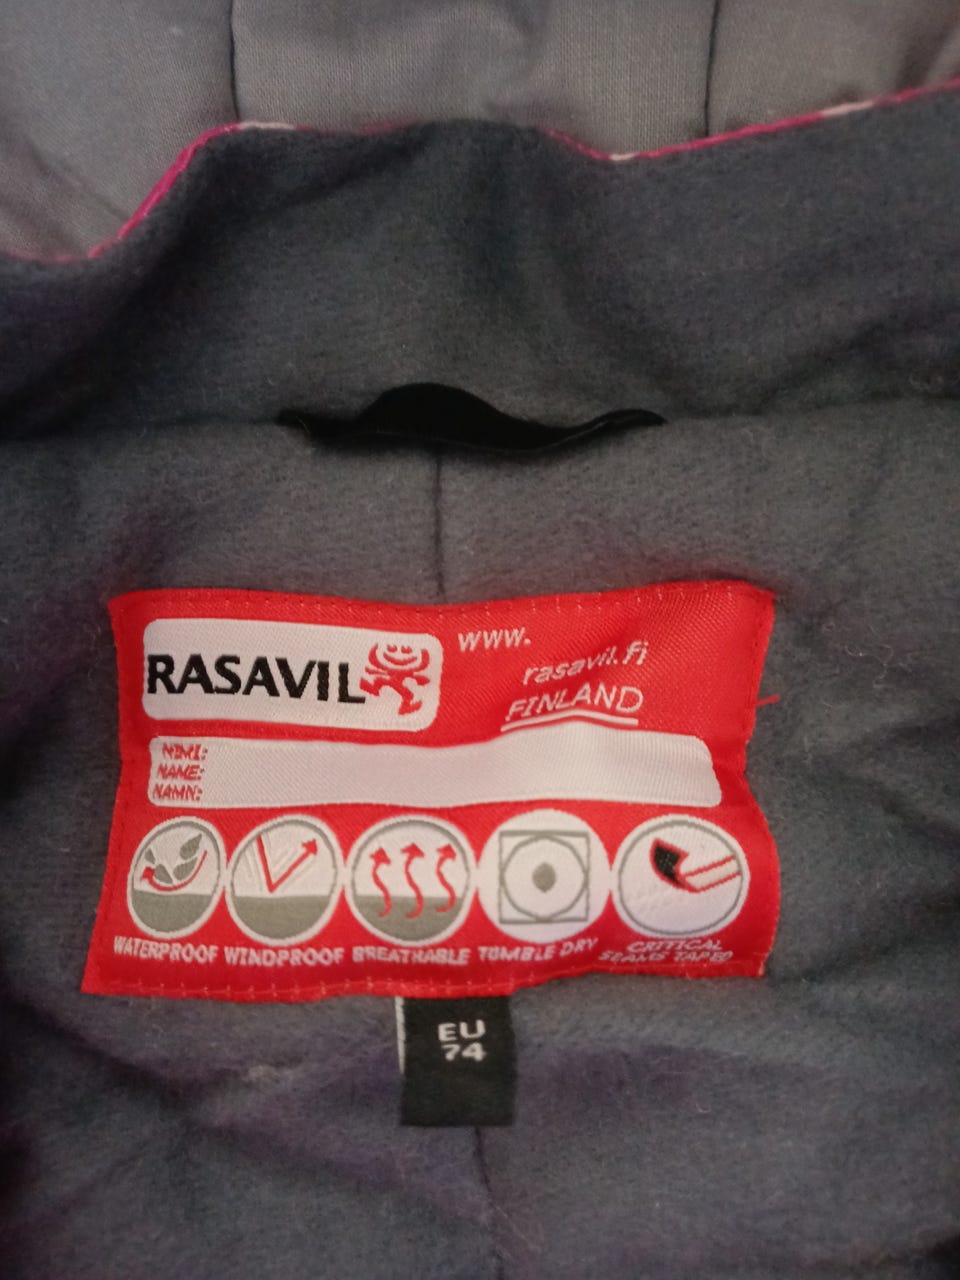 RASAVIL
www.
rasavil.fi
FINLAND
NIMI:
NAME:
NAMN:
WATERPROOF WINDPROOF BREATHABLE TUMBLE DRY CRITICAL
SEAMS TAPED
EU
74